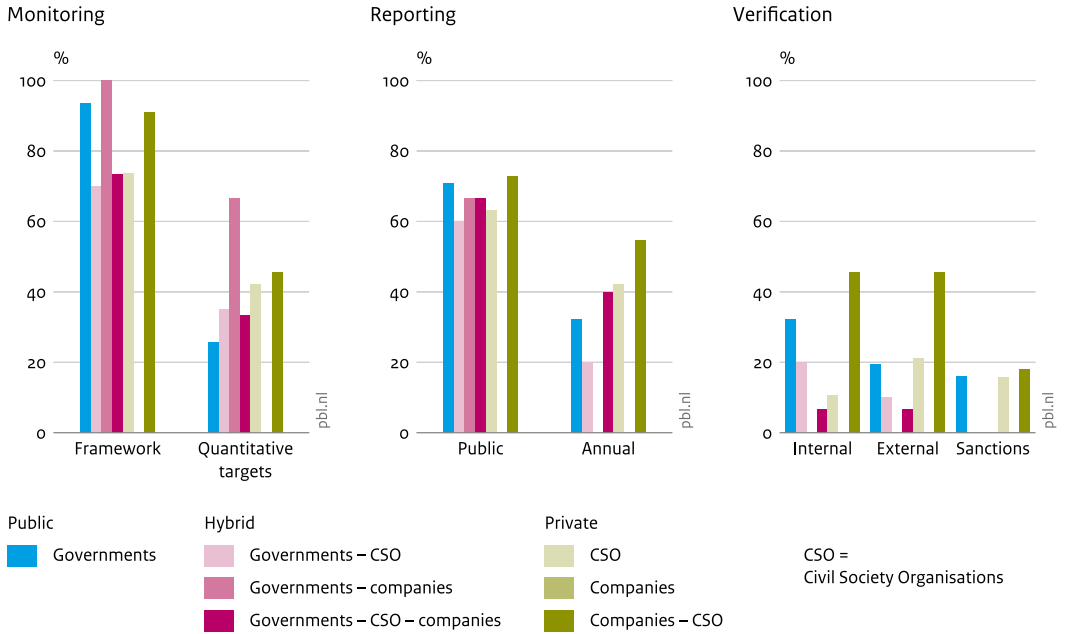 Monitoring
%
100
80
60
40
20
0
Framework
Quantitative
targets
pbl.nl
Reporting
%
100
80
60
40
20
0
Public
Annual
pbl.nl
Verification
%
100
80
60
40
20
0
Internal
External
Sanctions
pbl.nl
Public
Governments
Hybrid
Governments – CSO
Governments – companies
Governments – CSO – companies
Private
CSO
Companies
Companies – CSO
CSO =
Civil Society Organisations